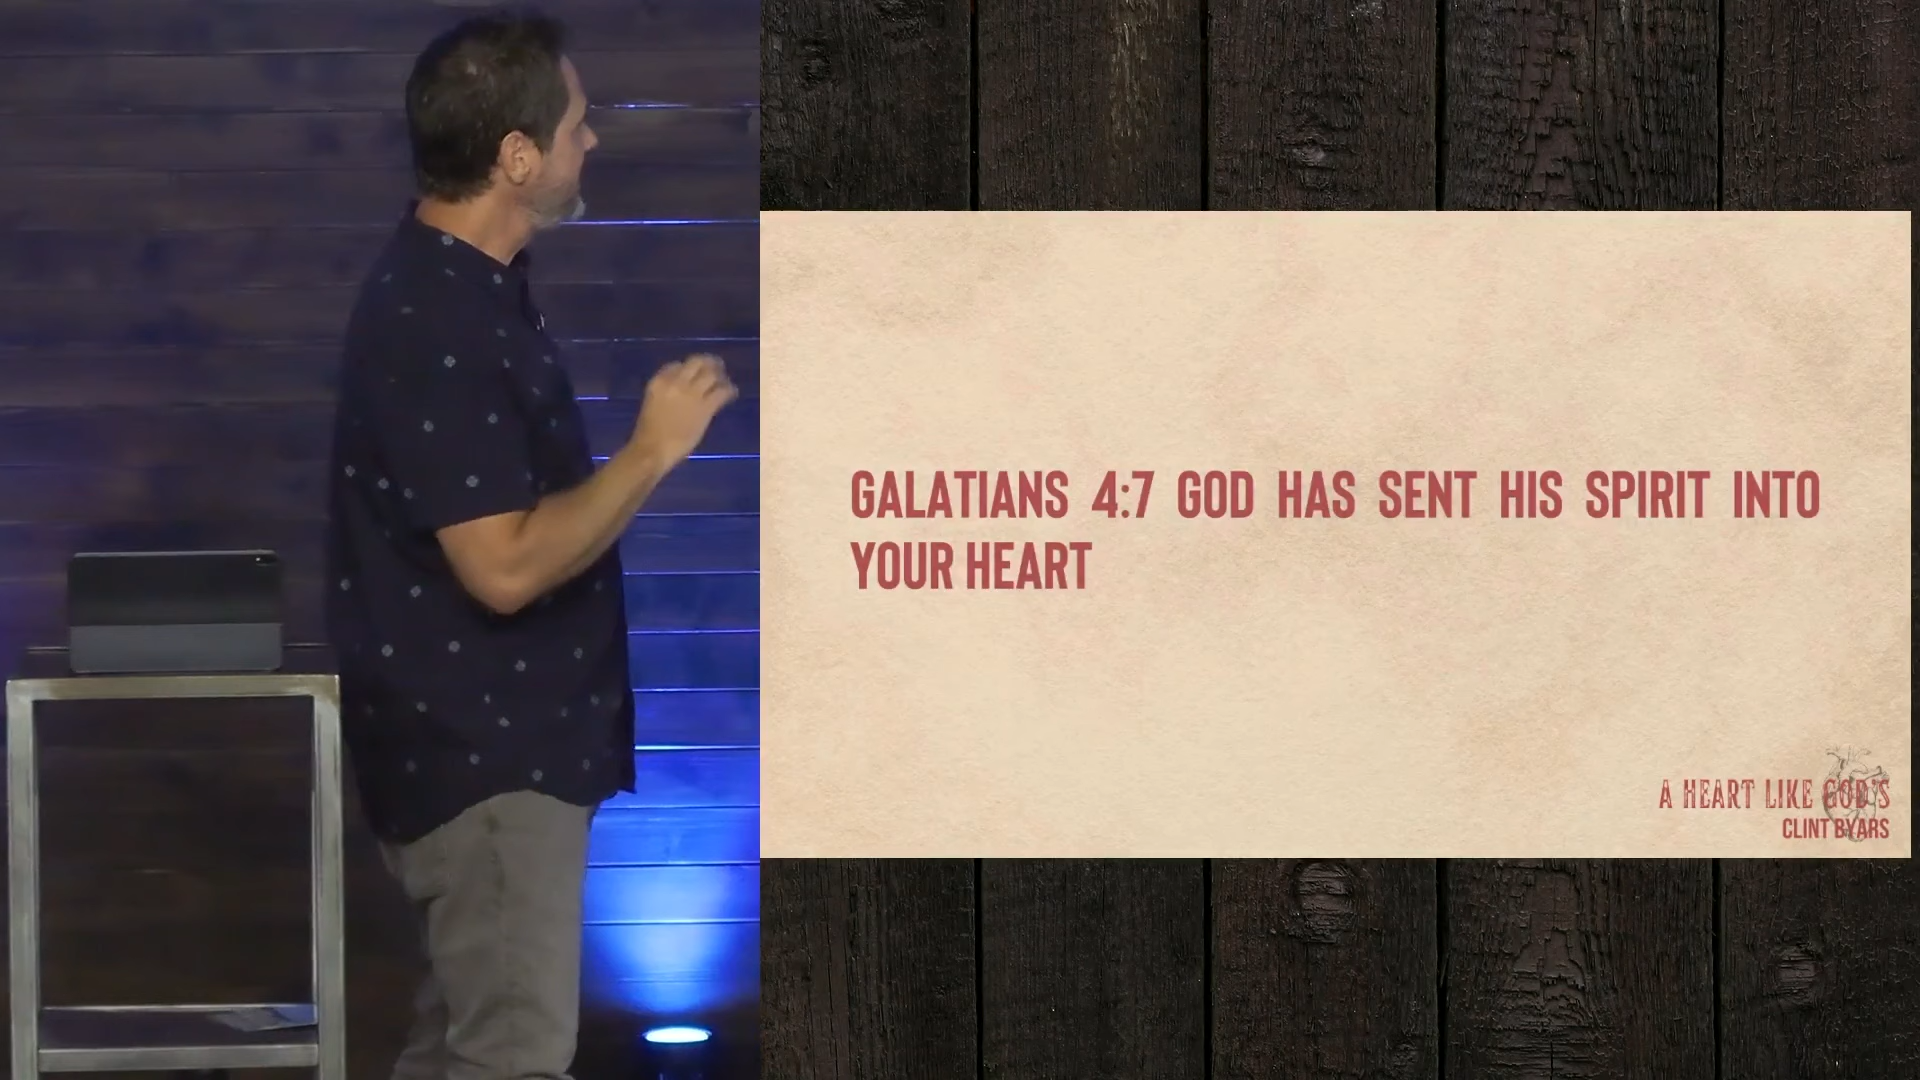 GALATIANS 4:7 GOD HAS SENT HIS SPIRIT INTO
YOUR HEART
A HEART LIKE GOD'S
CLINT BYARS